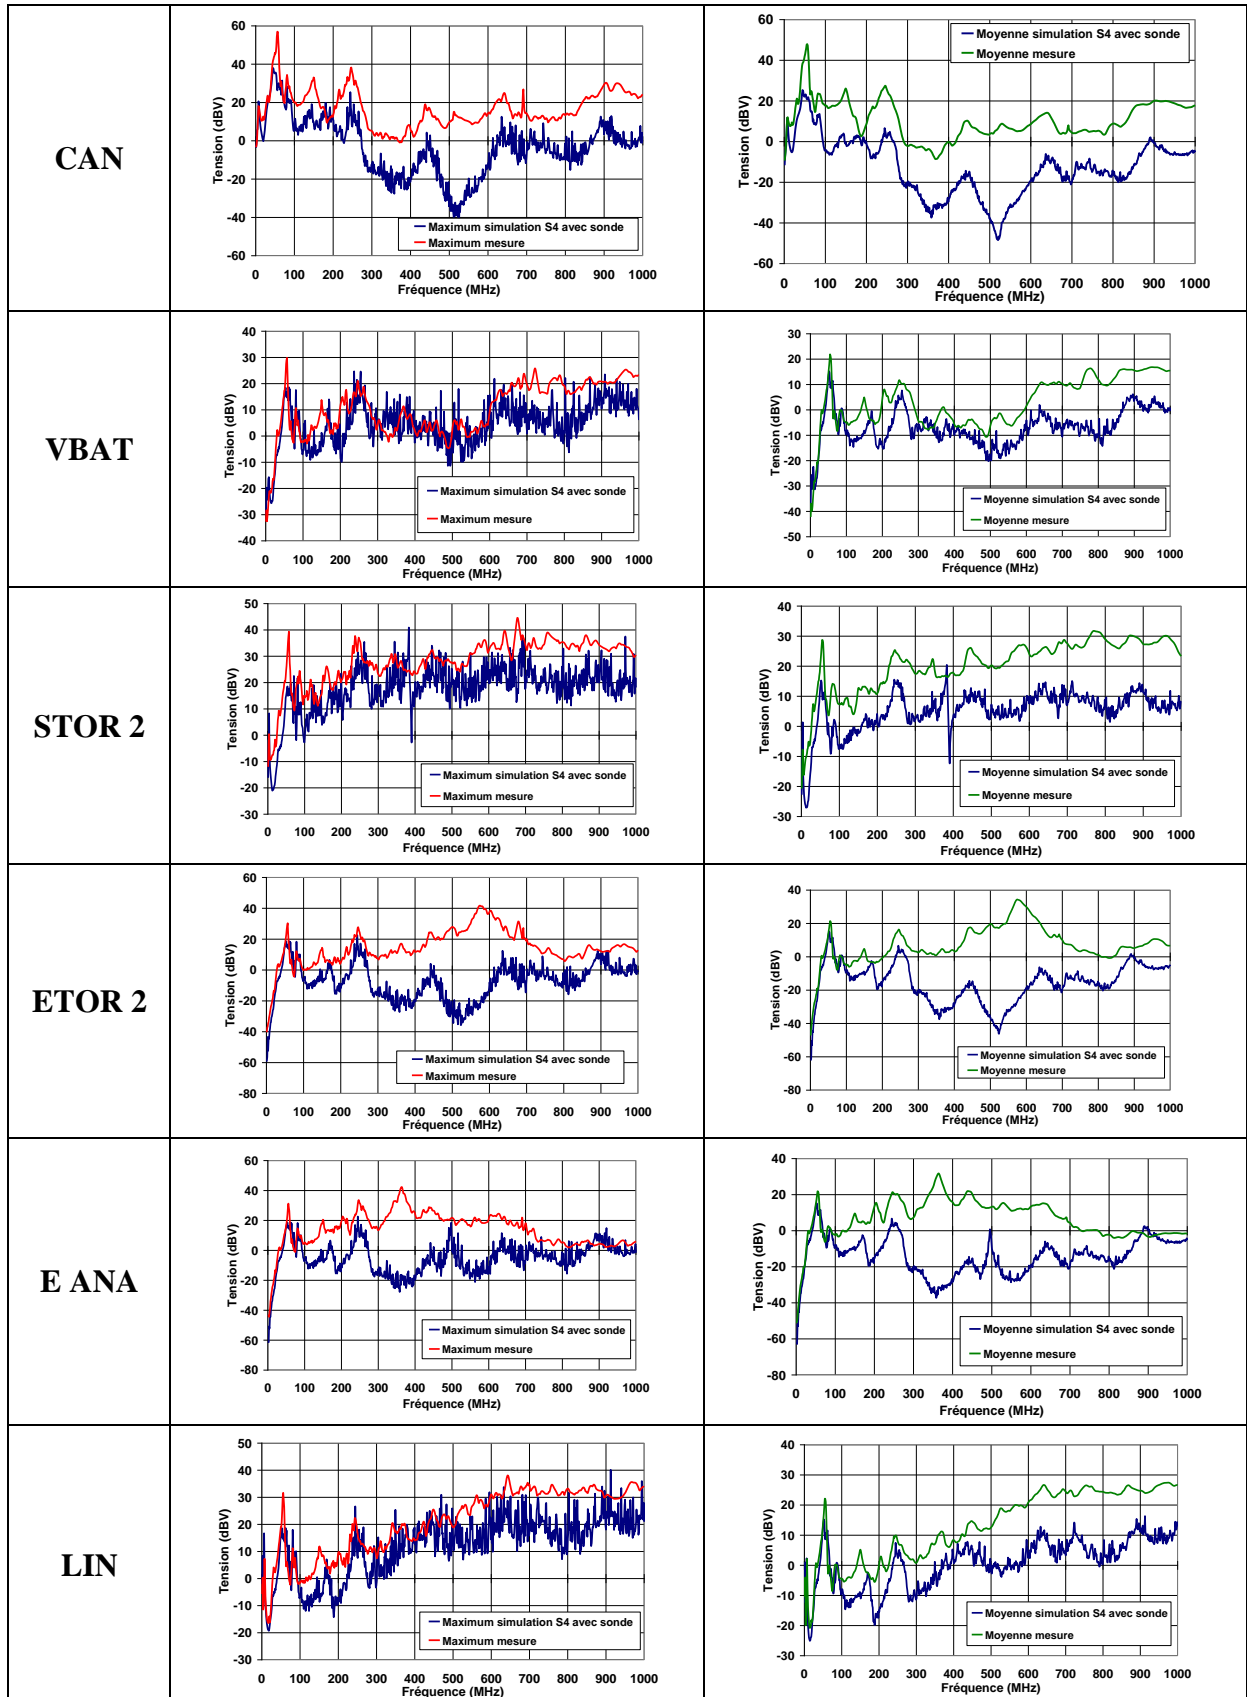 CAN
Tension (dBV)
60
40
20
0
-20
-40
-60
Maximum simulation S4 avec sonde
Maximum mesure
0 100 200 300 400 500 600 700 800 900 1000
Fréquence (MHz)
Tension (dBV)
60
40
20
0
-20
-40
-60
Moyenne simulation S4 avec sonde
Moyenne mesure
0 100 200 300 400 500 600 700 800 900 1000
Fréquence (MHz)
VBAT
Tension (dBV)
40
30
20
10
0
-10
-20
-30
-40
Maximum simulation S4 avec sonde
Maximum mesure
0 100 200 300 400 500 600 700 800 900 1000
Fréquence (MHz)
Tension (dBV)
30
20
10
0
-10
-20
-30
-40
-50
Moyenne simulation S4 avec sonde
Moyenne mesure
0 100 200 300 400 500 600 700 800 900 1000
Fréquence (MHz)
STOR 2
Tension (dBV)
50
40
30
20
10
0
-10
-20
-30
Maximum simulation S4 avec sonde
Maximum mesure
0 100 200 300 400 500 600 700 800 900 1000
Fréquence (MHz)
Tension (dBV)
40
30
20
10
0
-10
-20
-30
Moyenne simulation S4 avec sonde
Moyenne mesure
0 100 200 300 400 500 600 700 800 900 1000
Fréquence (MHz)
ETOR 2
Tension (dBV)
60
40
20
0
-20
-40
-60
-80
Maximum simulation S4 avec sonde
Maximum mesure
0 100 200 300 400 500 600 700 800 900 1000
Fréquence (MHz)
Tension (dBV)
40
20
0
-20
-40
-60
-80
Moyenne simulation S4 avec sonde
Moyenne mesure
0 100 200 300 400 500 600 700 800 900 1000
Fréquence (MHz)
E ANA
Tension (dBV)
60
40
20
0
-20
-40
-60
-80
Maximum simulation S4 avec sonde
Maximum mesure
0 100 200 300 400 500 600 700 800 900 1000
Fréquence (MHz)
Tension (dBV)
40
20
0
-20
-40
-60
-80
Moyenne simulation S4 avec sonde
Moyenne mesure
0 100 200 300 400 500 600 700 800 900 1000
Fréquence (MHz)
LIN
Tension (dBV)
50
40
30
20
10
0
-10
-20
-30
Maximum simulation S4 avec sonde
Maximum mesure
0 100 200 300 400 500 600 700 800 900 1000
Fréquence (MHz)
Tension (dBV)
40
30
20
10
0
-10
-20
-30
Moyenne simulation S4 avec sonde
Moyenne mesure
0 100 200 300 400 500 600 700 800 900 1000
Fréquence (MHz)